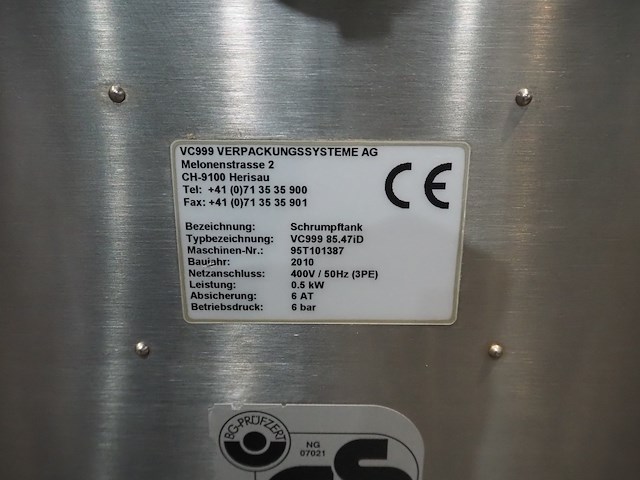 VC999 VERPACKUNGSSYSTEME AG
Melonenstrasse 2
CH-9100 Herisau
Tel: +41 (0)71 35 35 900
Fax: +41 (0)71 35 35 901
CE
Bezeichnung: Schrumpftank
Typbezeichnung: VC999 85.47iD
Maschinen-Nr.: 95T101387
Baujahr: 2010
Netzanschluss: 400V / 50Hz (3PE)
Leistung: 0.5 kW
Absicherung: 6 AT
Betriebsdruck: 6 bar
BG-PRÜFZERT
NG
07021
GS